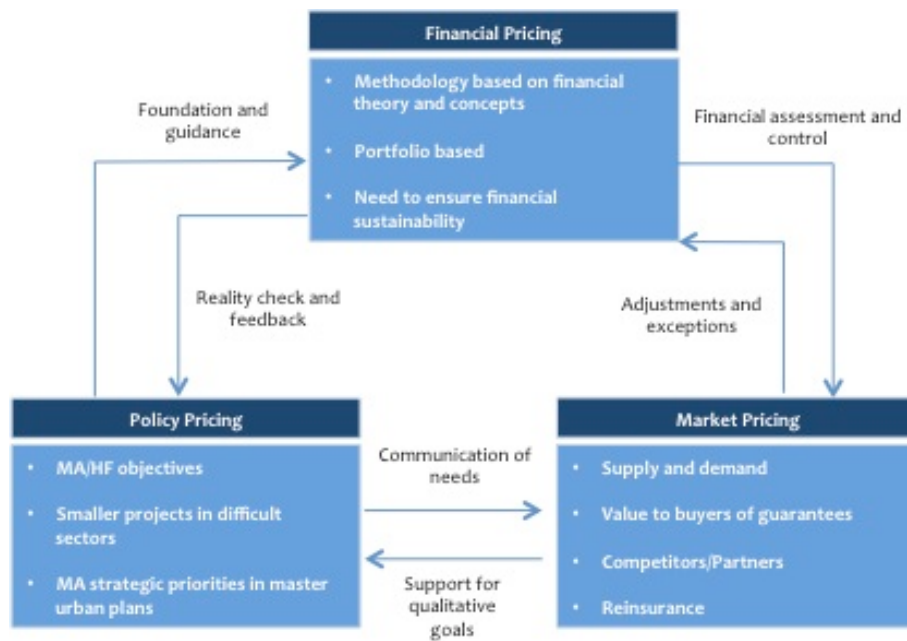 Financial Pricing
• Methodology based on financial
theory and concepts
• Portfolio based
• Need to ensure financial
sustainability
Foundation and
guidance
Financial assessment and
control
Reality check and
feedback
Adjustments and
exceptions
Policy Pricing
• MA/HF objectives
• Smaller projects in difficult
sectors
• MA strategic priorities in master
urban plans
Communication of
needs
Support for
qualitative
goals
Market Pricing
• Supply and demand
• Value to buyers of guarantees
• Competitors/Partners
• Reinsurance